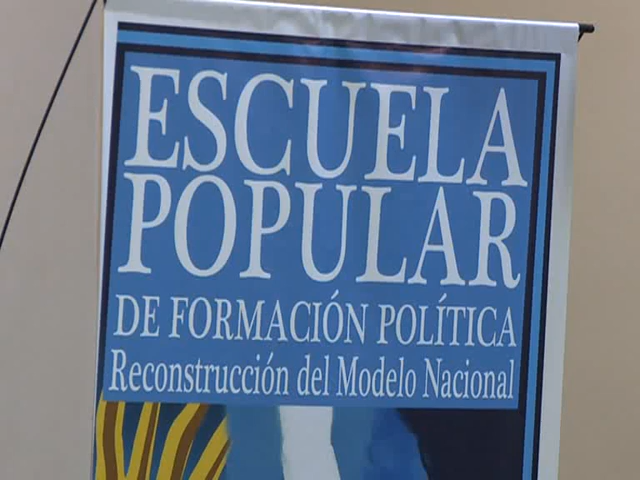 ESCUELA
POPULAR
DE FORMACIÓN POLÍTICA
Reconstrucción del Modelo Nacional